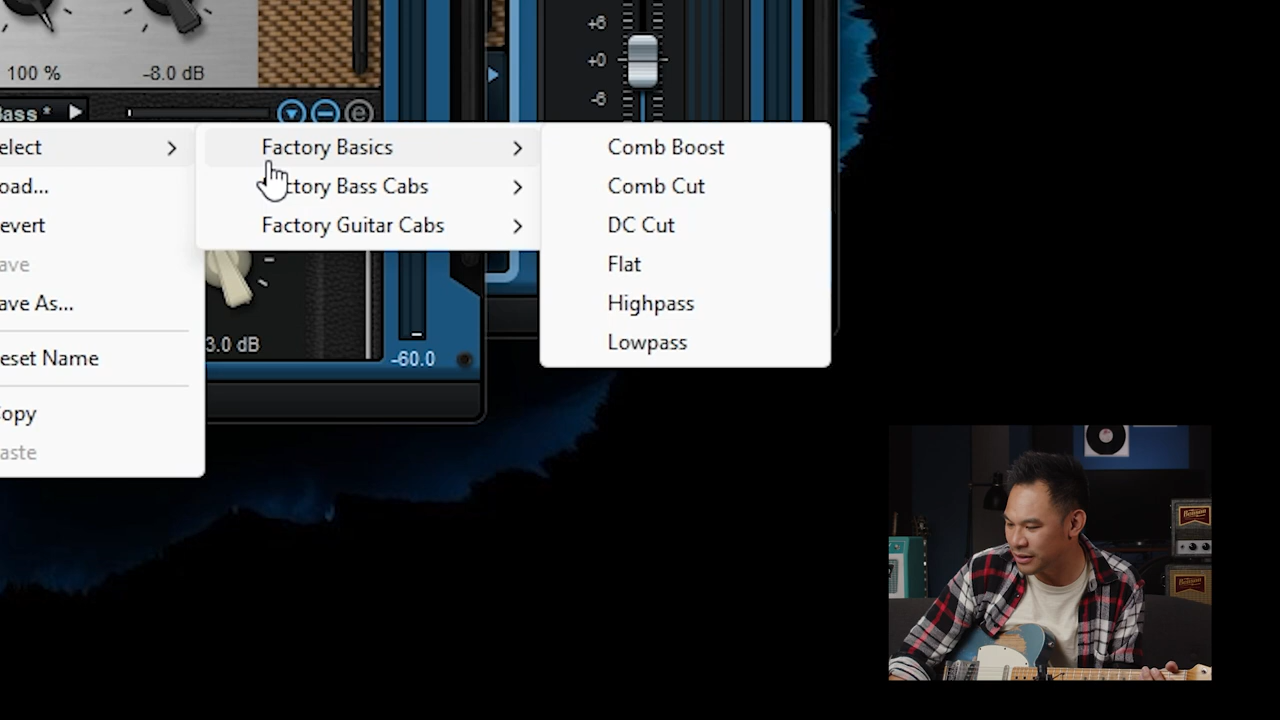 +6
+0
100 %
-8.0 dB
-6
ass *
e
elect
Factory Basics
Comb Boost
oad...
ctory Bass Cabs
Comb Cut
evert
Factory Guitar Cabs
DC Cut
ave
Flat
ave As...
Highpass
3.0 dB
Lowpass
-60.0
eset Name
opy
aste